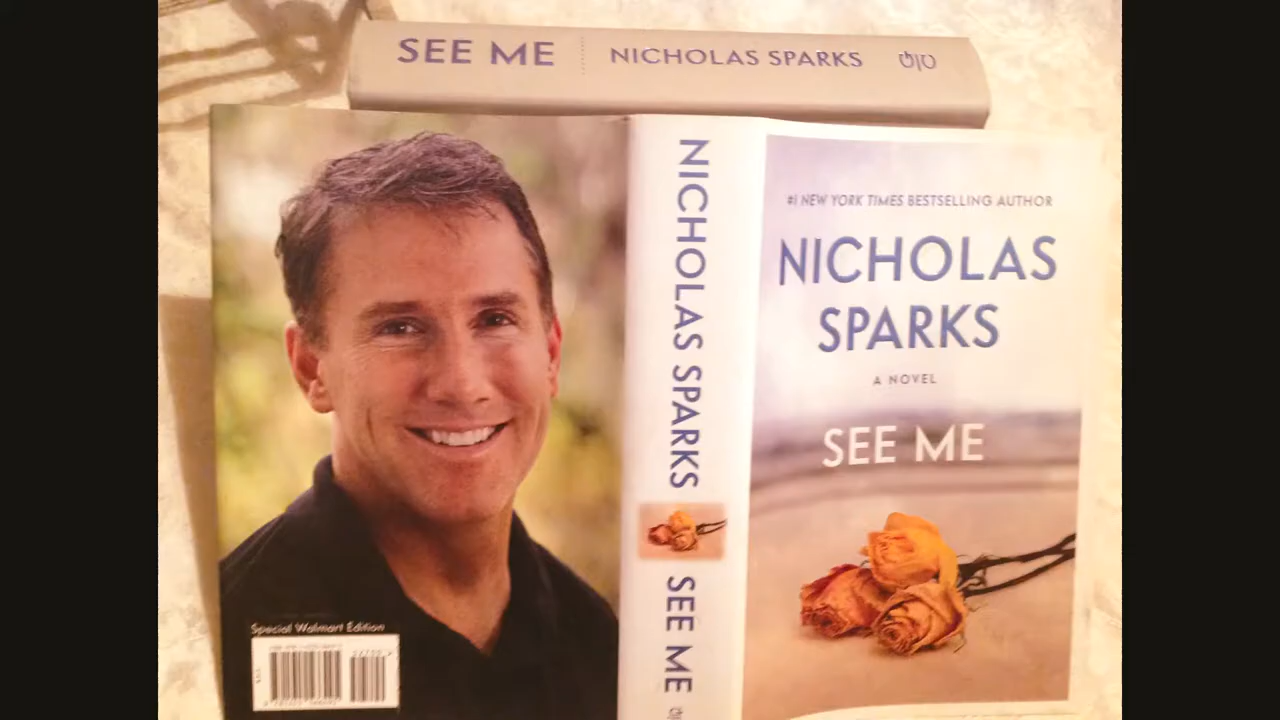 SEE ME NICHOLAS SPARKS
NICHOLAS SPARKS SEE ME
#1 NEW YORK TIMES BESTSELLING AUTHOR
NICHOLAS
SPARKS
A NOVEL
SEE ME
Special Walmart Edition